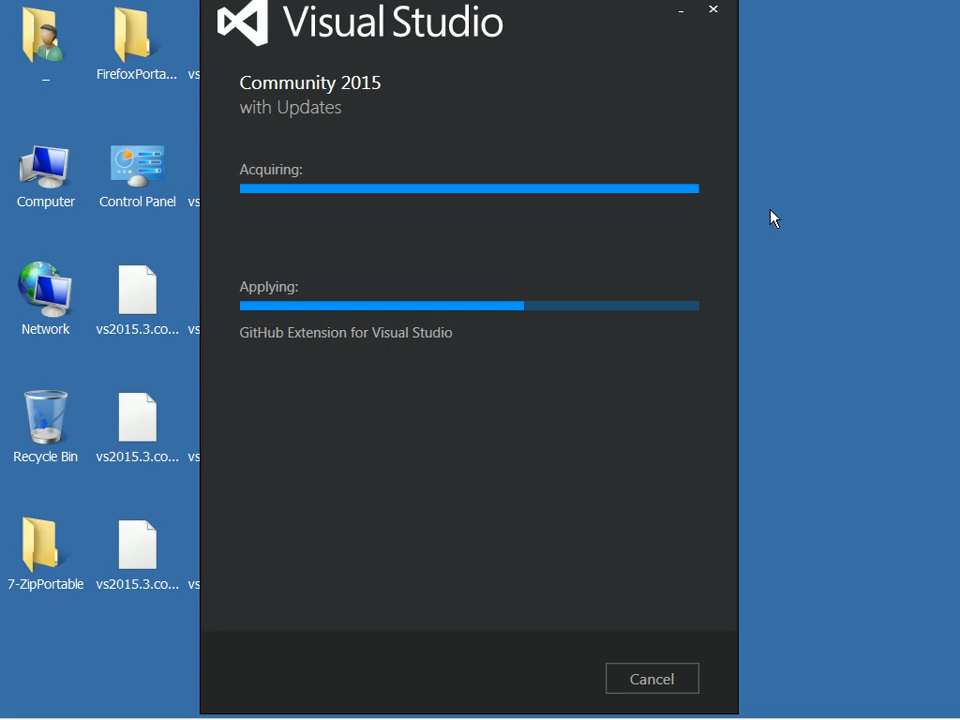 Visual Studio
Community 2015
with Updates
Acquiring:
Applying:
GitHub Extension for Visual Studio
Cancel
_
FirefoxPorta...
vs
Computer
Control Panel
vs
Network
vs2015.3.co...
vs
Recycle Bin
vs2015.3.co...
vs
7-ZipPortable
vs2015.3.co...
vs